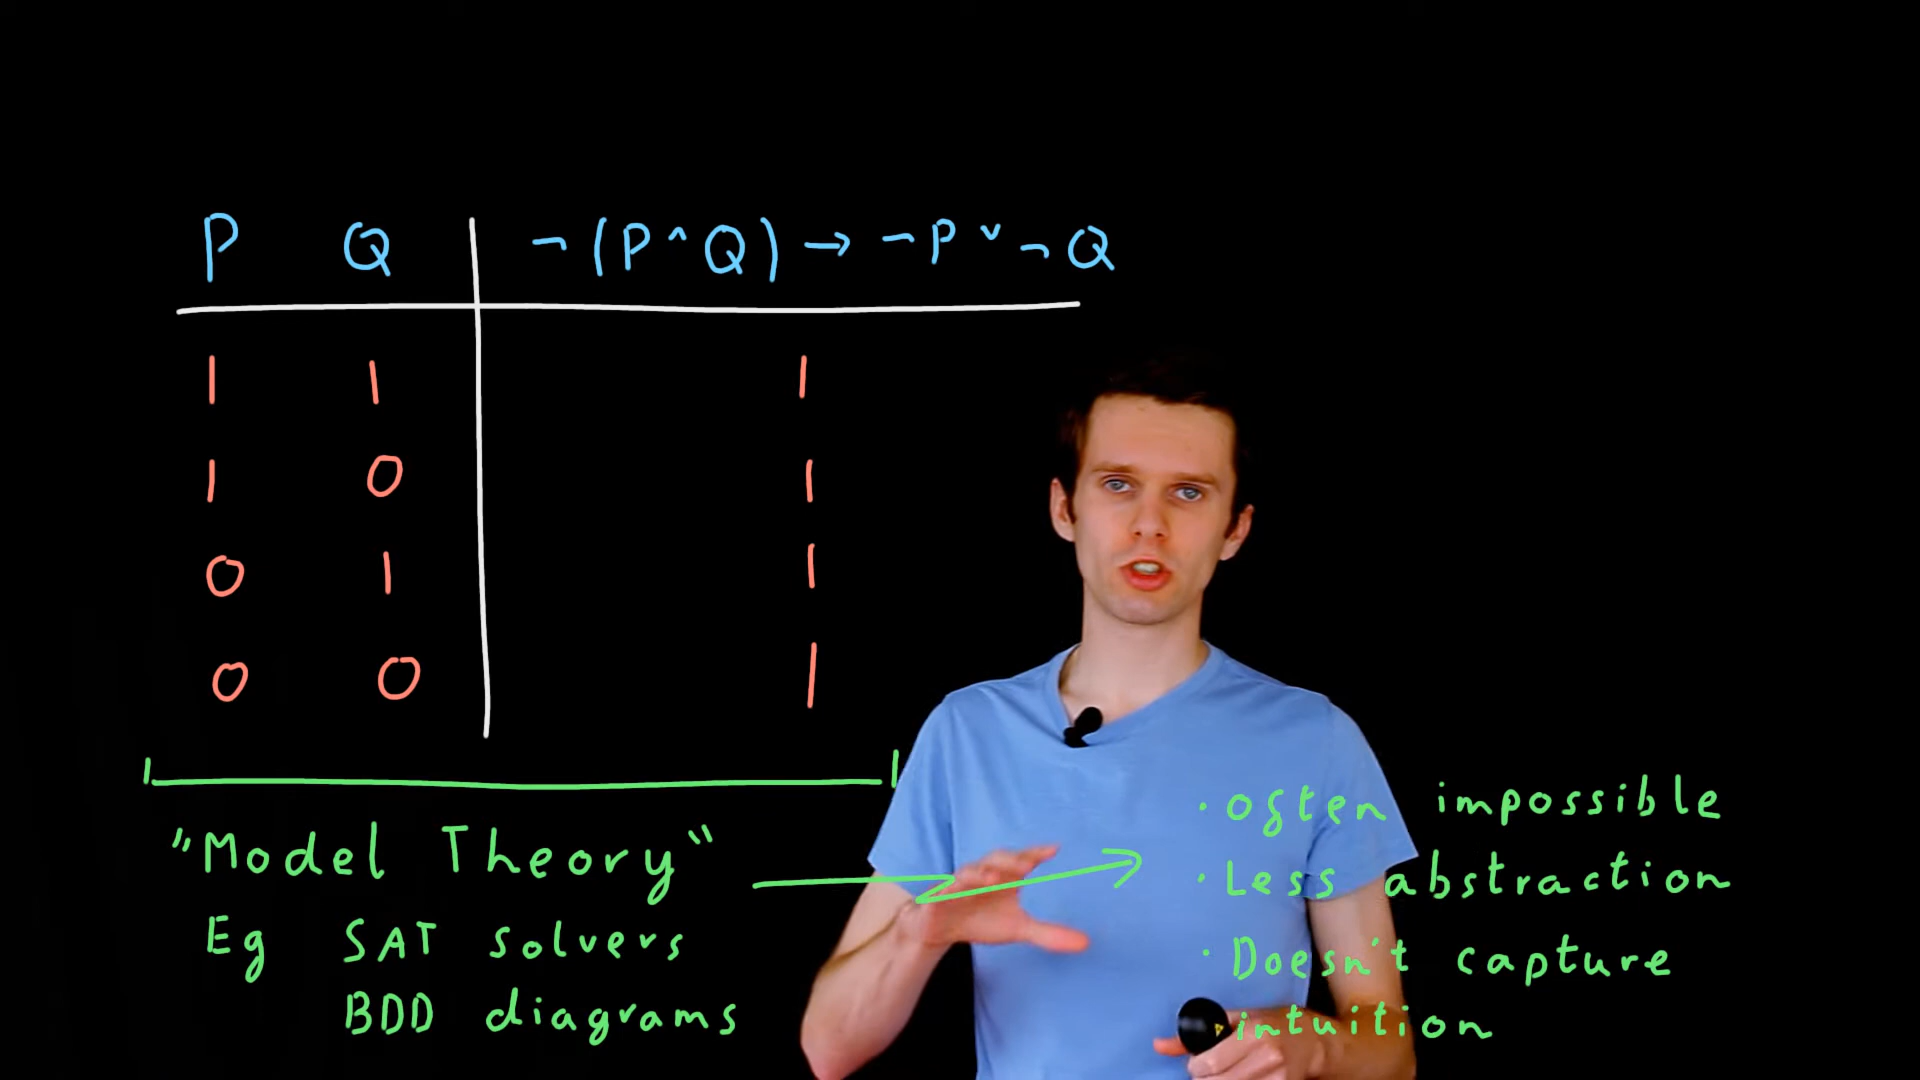 P Q ¬(P ∧ Q) → ¬P ∨ ¬Q
1 1 1
1 0 1
0 1 1
0 0 1
"Model Theory"
Eg SAT solvers
BDD diagrams
· often impossible
· Less abstraction
· Doesn't capture
intuition